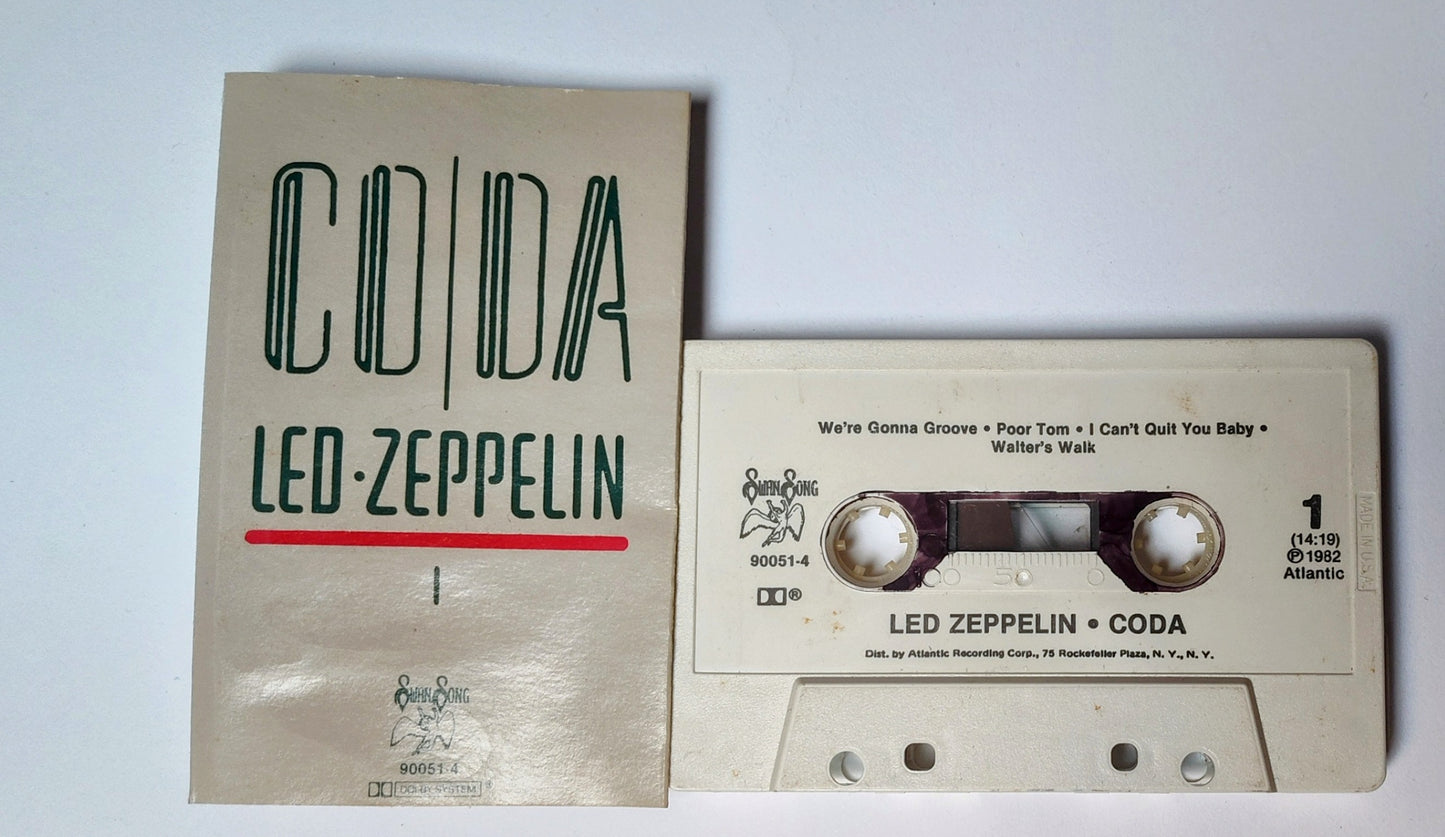 CODA
LED·ZEPPELIN
SWAN SONG
90051-4
DOLBY SYSTEM
We're Gonna Groove • Poor Tom • I Can't Quit You Baby •
Walter's Walk
SWAN SONG
90051-4
®
1
(14:19)
℗1982
Atlantic
MADE IN U.S.A.
100 50 0
LED ZEPPELIN • CODA
Dist. by Atlantic Recording Corp., 75 Rockefeller Plaza, N. Y., N. Y.